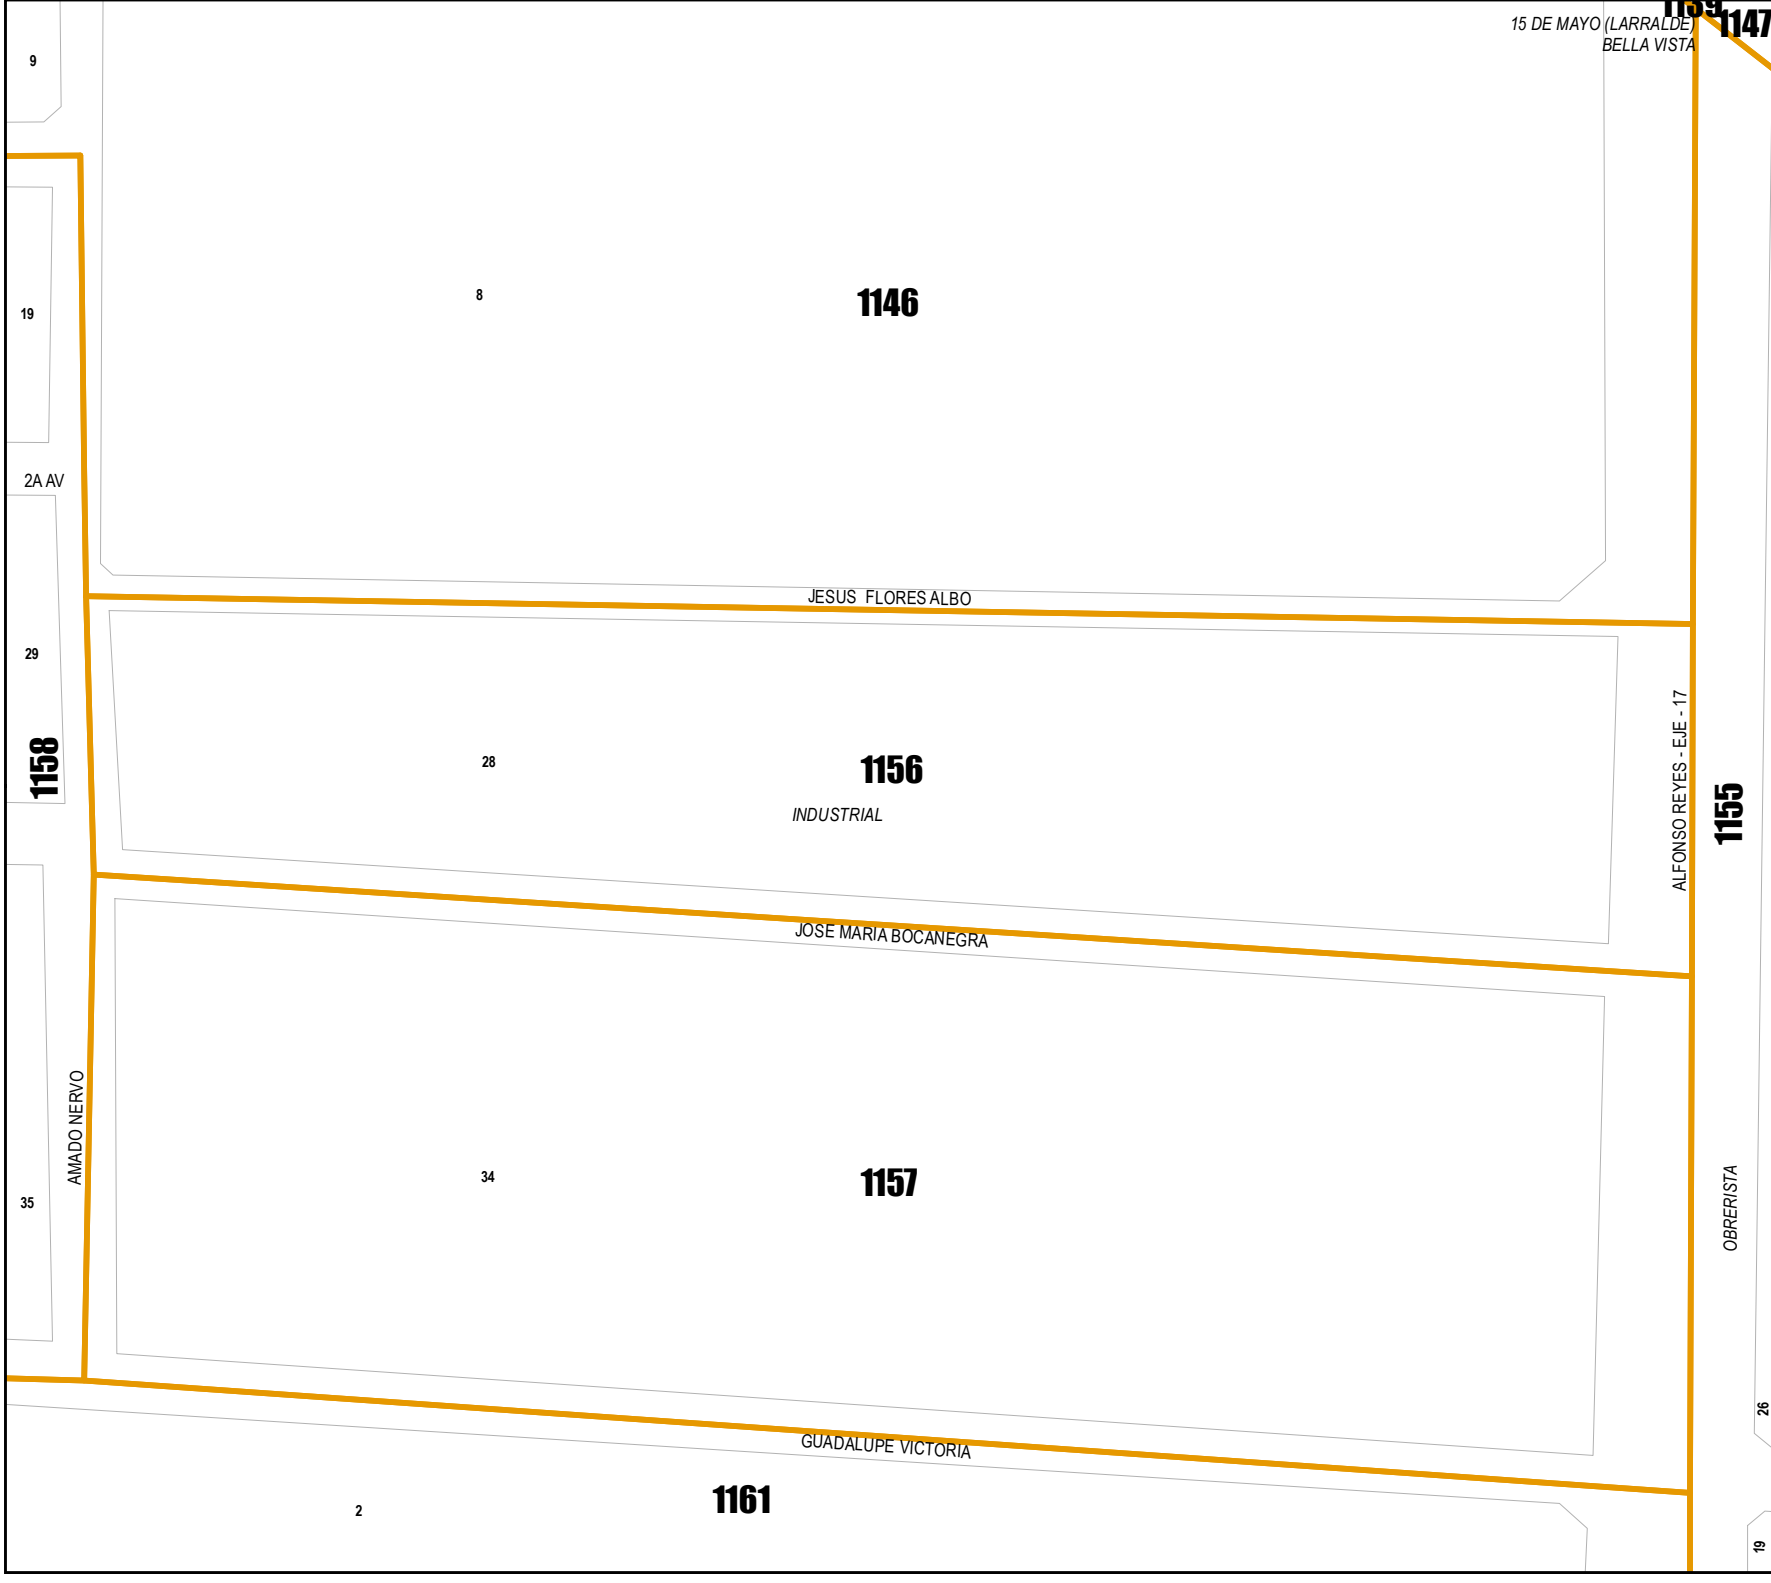 1139
15 DE MAYO (LARRALDE)
1147
BELLA VISTA
9
8
1146
19
2A AV
JESUS FLORES ALBO
29
1158
28
1156
INDUSTRIAL
ALFONSO REYES - EJE - 17
1155
JOSE MARIA BOCANEGRA
AMADO NERVO
34
1157
35
OBRERISTA
26
GUADALUPE VICTORIA
2
1161
19